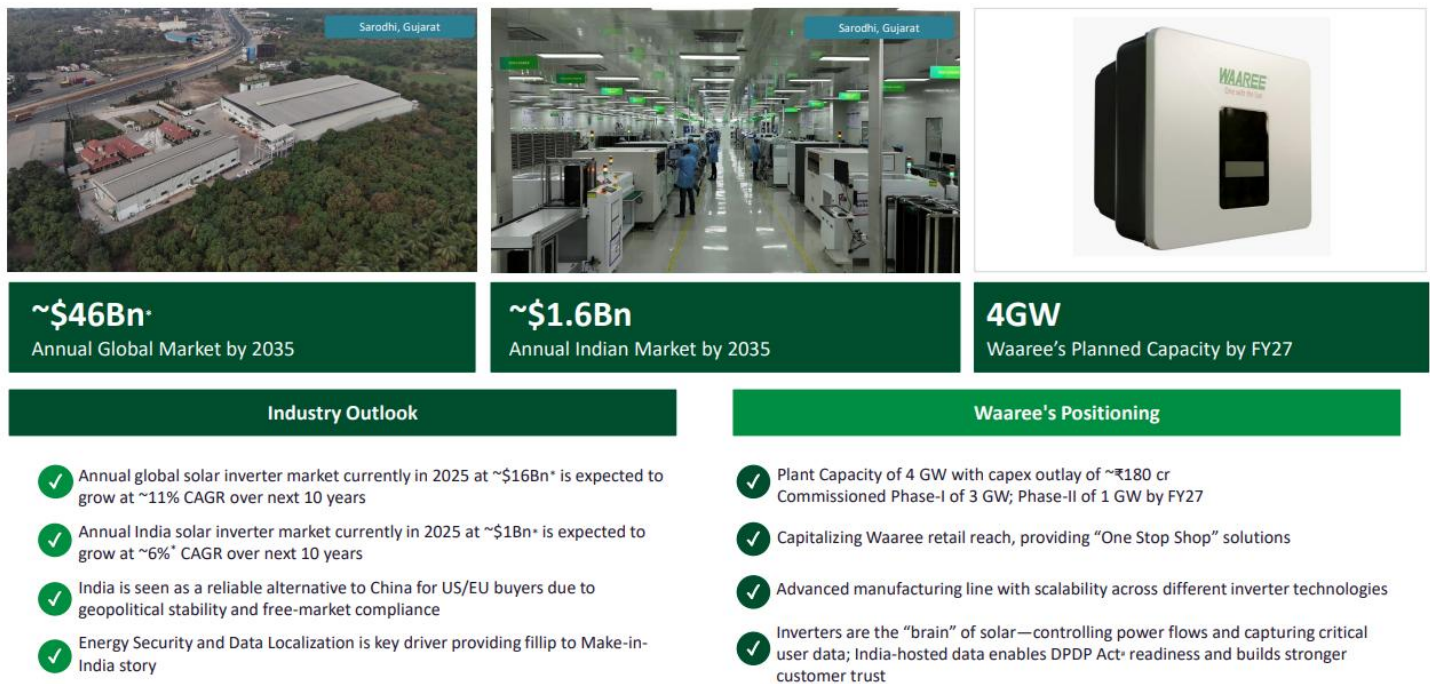 Sarodhi, Gujarat
Sarodhi, Gujarat
WAAREE
One with the Sun
~$46Bn*
Annual Global Market by 2035
~$1.6Bn
Annual Indian Market by 2035
4GW
Waaree's Planned Capacity by FY27
Industry Outlook
Annual global solar inverter market currently in 2025 at ~$16Bn* is expected to
grow at ~11% CAGR over next 10 years
Annual India solar inverter market currently in 2025 at ~$1Bn* is expected to
grow at ~6%* CAGR over next 10 years
India is seen as a reliable alternative to China for US/EU buyers due to
geopolitical stability and free-market compliance
Energy Security and Data Localization is key driver providing fillip to Make-in-
India story
Waaree's Positioning
Plant Capacity of 4 GW with capex outlay of ~₹180 cr
Commissioned Phase-I of 3 GW; Phase-II of 1 GW by FY27
Capitalizing Waaree retail reach, providing “One Stop Shop” solutions
Advanced manufacturing line with scalability across different inverter technologies
Inverters are the “brain” of solar—controlling power flows and capturing critical
user data; India-hosted data enables DPDP Act# readiness and builds stronger
customer trust